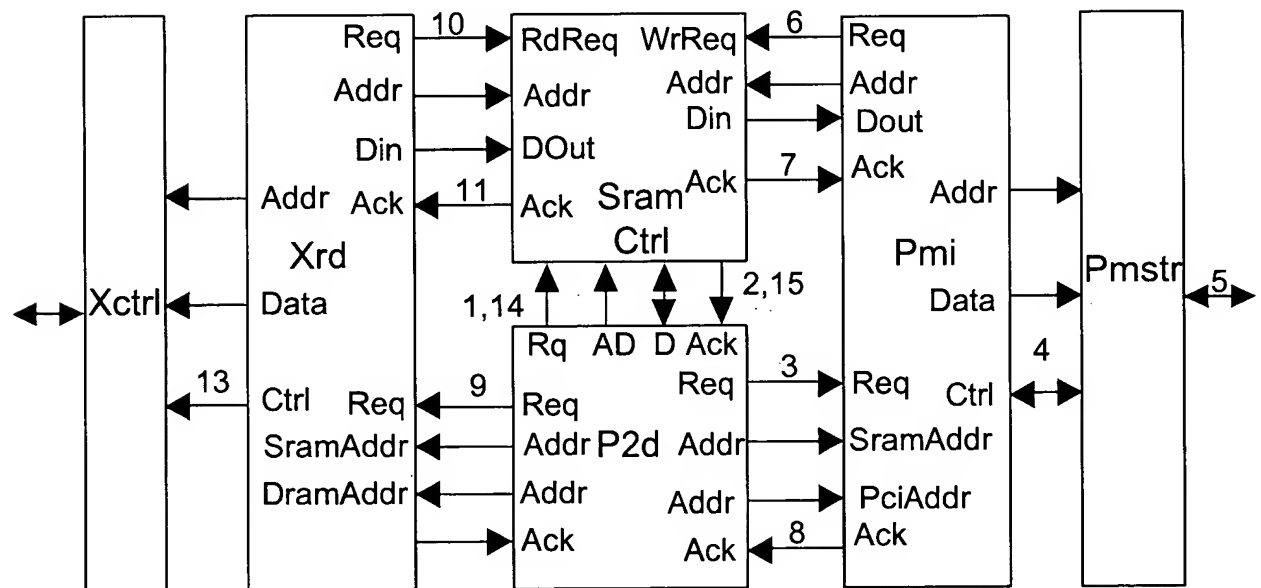 Req 10 RdReq WrReq 6 Req
Addr Addr Addr Addr
Din DOut Din Dout
Addr Ack 11 Ack Sram Ack 7 Ack Addr
Xrd Ctrl Pmi
Xctrl Data 1,14 2,15 Data Pmstr 5
Rq AD D Ack
13 Ctrl Req 9 Req Req 3 Req Ctrl 4
SramAddr Addr P2d Addr SramAddr
DramAddr Addr Addr PciAddr
Ack Ack 8 Ack